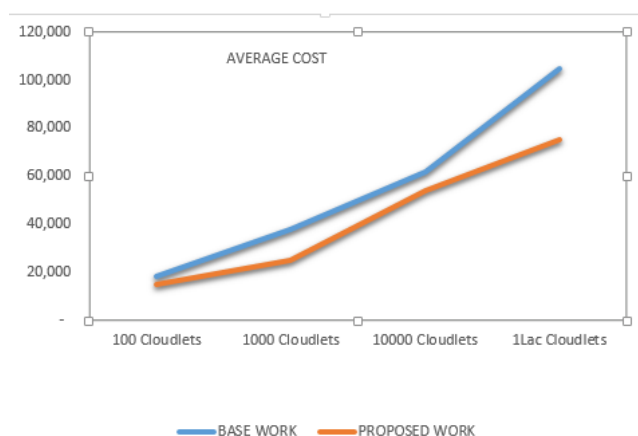 AVERAGE COST
120,000
100,000
80,000
60,000
40,000
20,000
-
100 Cloudlets 1000 Cloudlets 10000 Cloudlets 1Lac Cloudlets
BASE WORK PROPOSED WORK